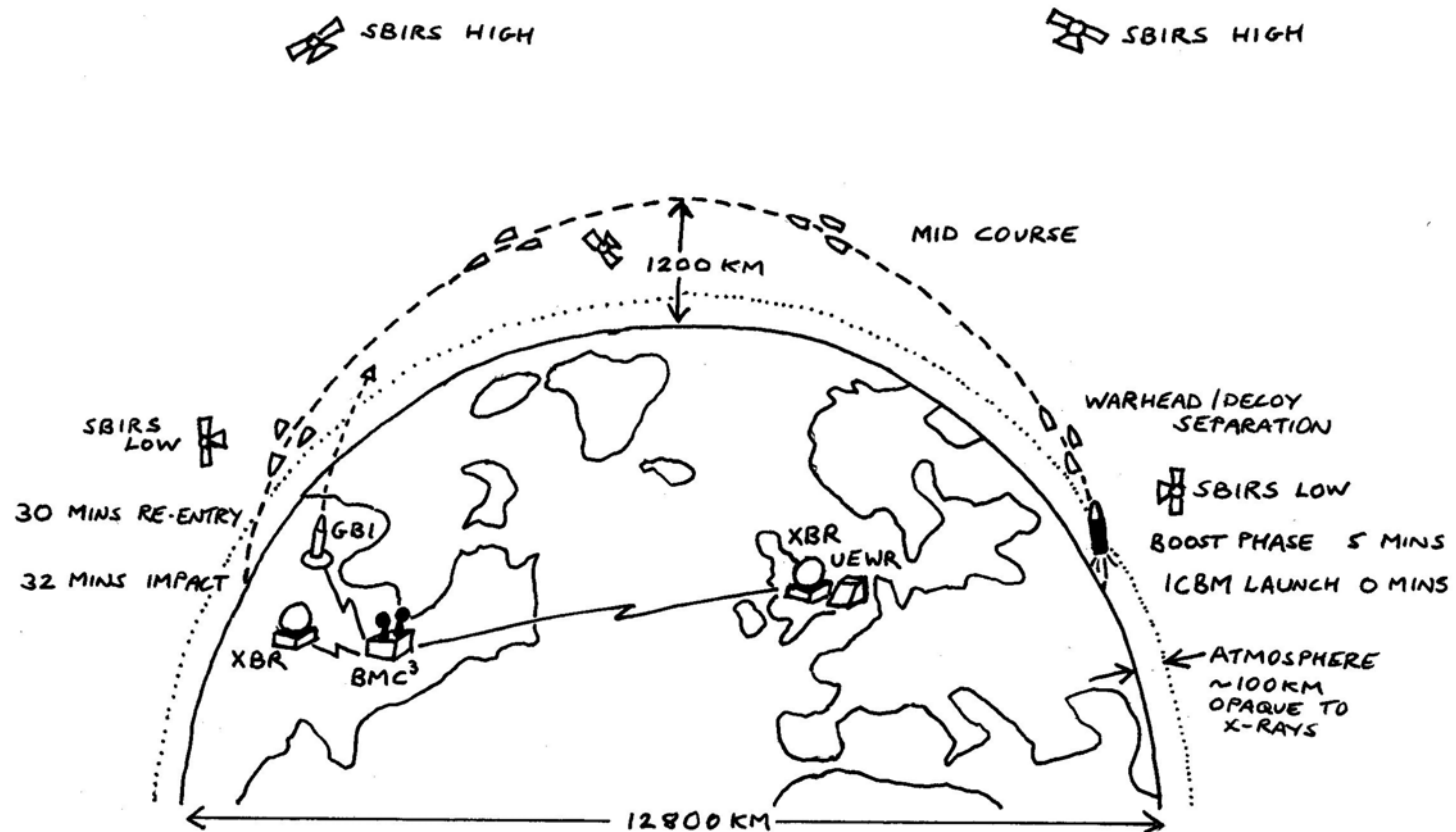 SBIRS HIGH
SBIRS HIGH
MID COURSE
1200 KM
WARHEAD/DECOY
SEPARATION
SBIRS
LOW
SBIRS LOW
30 MINS RE-ENTRY
GBI
XBR
UEWR
BOOST PHASE 5 MINS
32 MINS IMPACT
ICBM LAUNCH 0 MINS
XBR
BMC³
ATMOSPHERE
~100KM
OPAQUE TO
X-RAYS
12800 KM